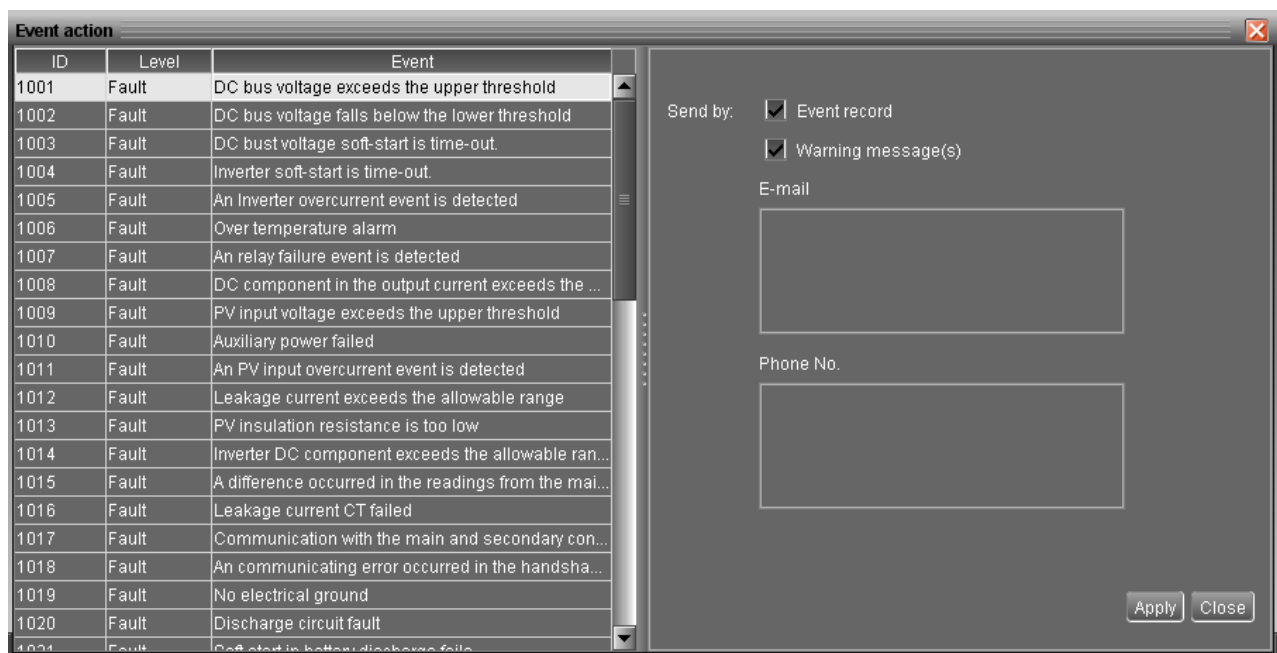 Event action
ID Level Event
1001 Fault DC bus voltage exceeds the upper threshold
1002 Fault DC bus voltage falls below the lower threshold
1003 Fault DC bust voltage soft-start is time-out.
1004 Fault Inverter soft-start is time-out.
1005 Fault An Inverter overcurrent event is detected
1006 Fault Over temperature alarm
1007 Fault An relay failure event is detected
1008 Fault DC component in the output current exceeds the ...
1009 Fault PV input voltage exceeds the upper threshold
1010 Fault Auxiliary power failed
1011 Fault An PV input overcurrent event is detected
1012 Fault Leakage current exceeds the allowable range
1013 Fault PV insulation resistance is too low
1014 Fault Inverter DC component exceeds the allowable ran...
1015 Fault A difference occurred in the readings from the mai...
1016 Fault Leakage current CT failed
1017 Fault Communication with the main and secondary con...
1018 Fault An communicating error occurred in the handsha...
1019 Fault No electrical ground
1020 Fault Discharge circuit fault
1021 Fault Soft start in battery discharge fails
Send by: Event record
Warning message(s)
E-mail
Phone No.
Apply Close